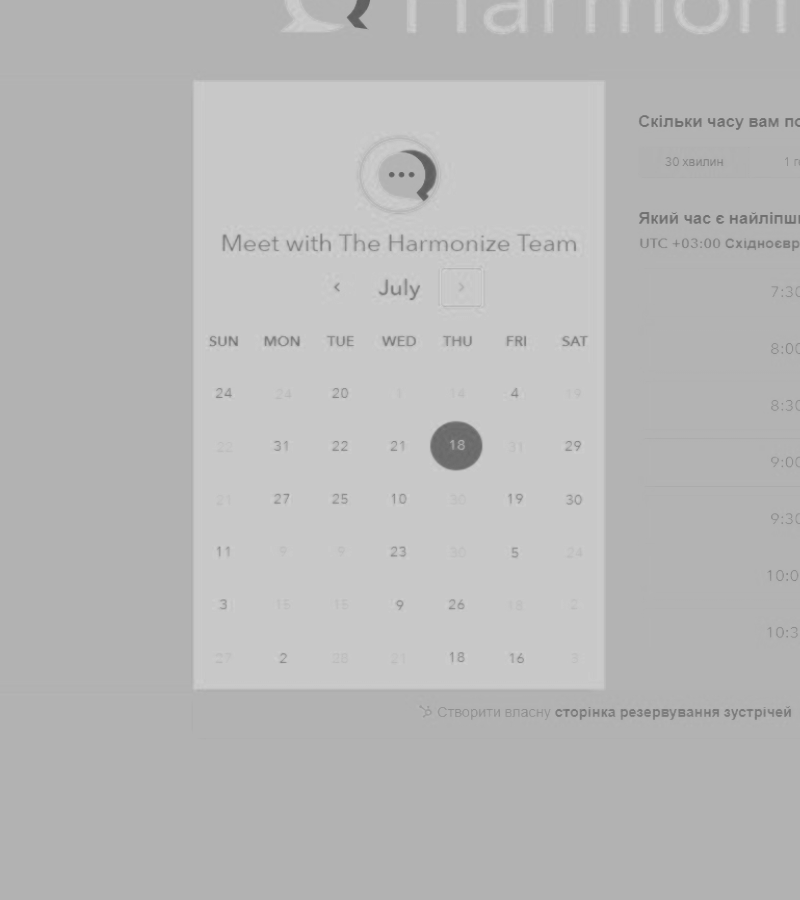 Harmon
Meet with The Harmonize Team
July
SUN MON TUE WED THU FRI SAT
24 24 20 1 14 4 19
22 31 22 21 18 31 29
21 27 25 10 30 19 30
11 9 9 23 30 5 24
3 15 15 9 26 18 2
27 2 28 21 18 16 3
Скільки часу вам
30 хвилин 1
Який час є
UTC +03:00
7:30
8:00
8:30
9:00
9:30
10:0
10:3
Створити власну сторінка резервування зустрічей